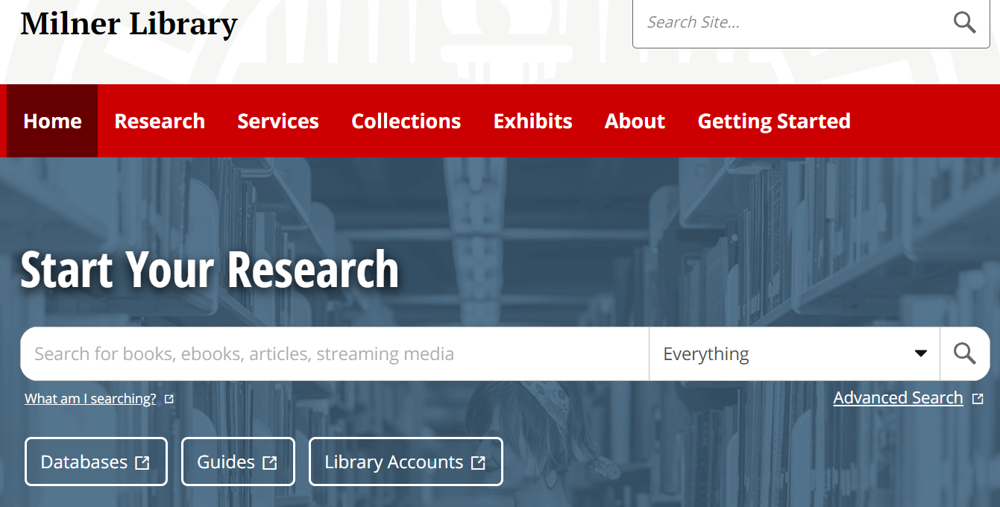 Milner Library
Search Site...
Home Research Services Collections Exhibits About Getting Started
Start Your Research
Search for books, ebooks, articles, streaming media Everything
What am I searching? Advanced Search
Databases Guides Library Accounts